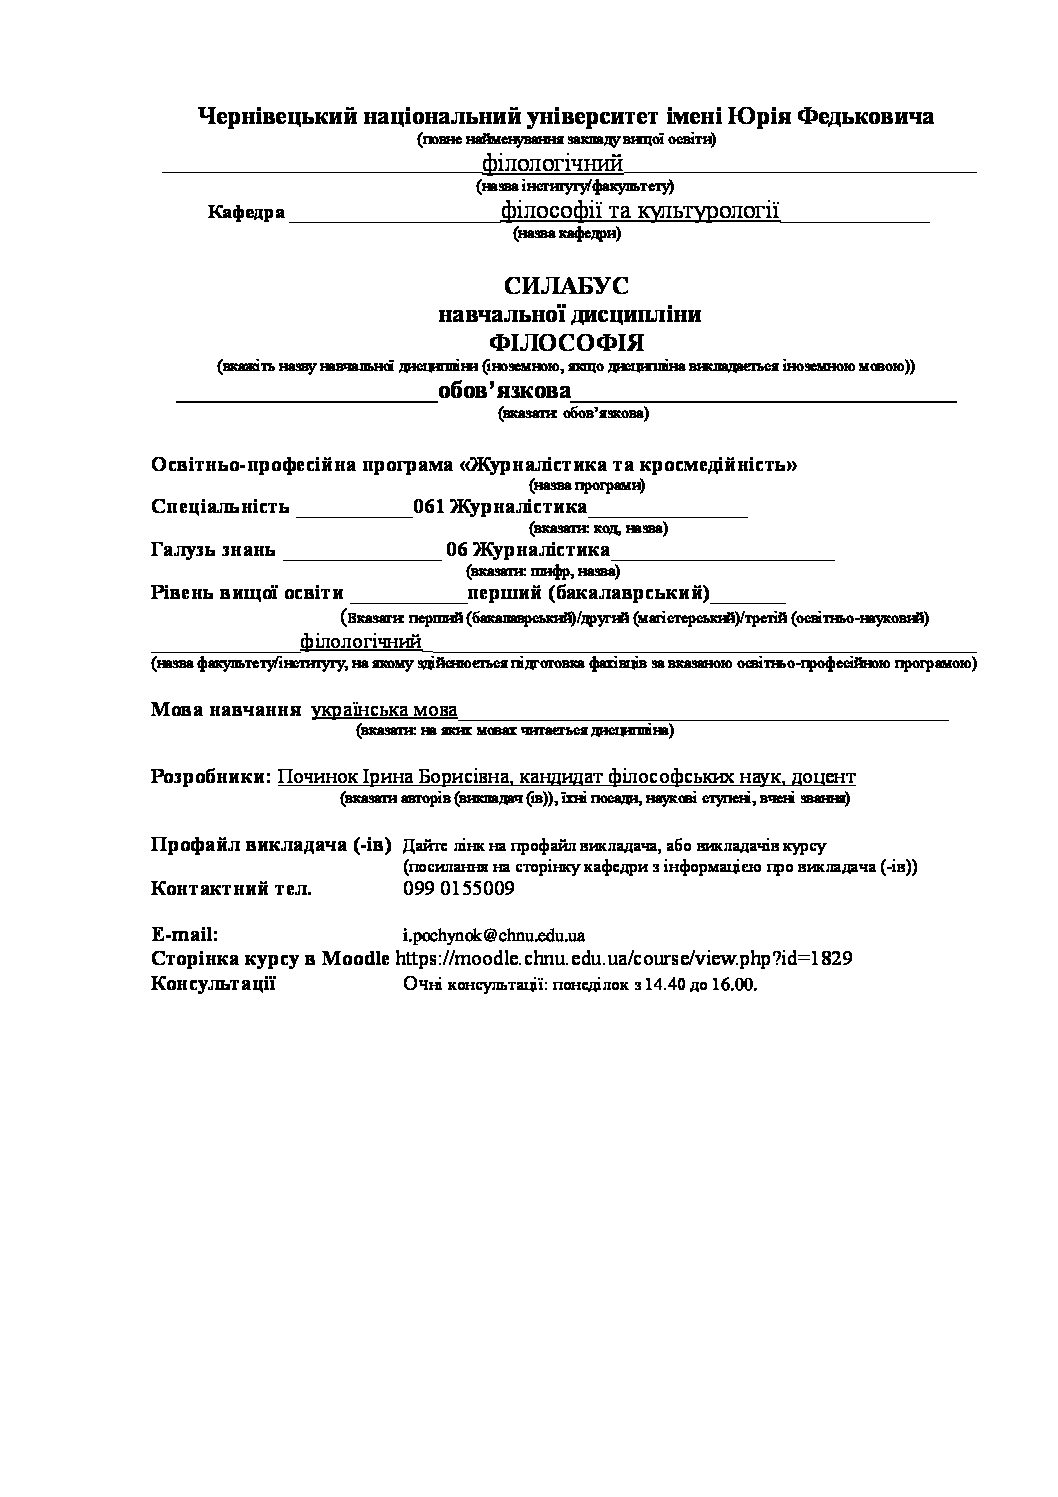 Чернівецький національний університет імені Юрія Федьковича
(повне найменування закладу вищої освіти)
філологічний
(назва інституту/факультету)
Кафедра філософії та культурології
(назва кафедри)
СИЛАБУС
навчальної дисципліни
ФІЛОСОФІЯ
(вкажіть назву навчальної дисципліни (іноземною, якщо дисципліна викладається іноземною мовою))
обов’язкова
(вказати: обов’язкова)
Освітньо-професійна програма «Журналістика та кросмедійність»
(назва програми)
Спеціальність ___________061 Журналістика_______________
(вказати: код, назва)
Галузь знань _______________ 06 Журналістика_____________________
(вказати: шифр, назва)
Рівень вищої освіти ___________перший (бакалаврський)_______
(Вказати: перший (бакалаврський)/другий (магістерський)/третій (освітньо-науковий)
філологічний
(назва факультету/інституту, на якому здійснюється підготовка фахівців за вказаною освітньо-професійною програмою)
Мова навчання українська мова
(вказати: на яких мовах читається дисципліна)
Розробники: Починок Ірина Борисівна, кандидат філософських наук, доцент
(вказати авторів (викладач (ів)), їхні посади, наукові ступені, вчені звання)
Профайл викладача (-ів) Дайте лінк на профайл викладача, або викладачів курсу
(посилання на сторінку кафедри з інформацією про викладача (-ів))
Контактний тел. 099 0155009
E-mail: i.pochynok@chnu.edu.ua
Сторінка курсу в Moodle https://moodle.chnu.edu.ua/course/view.php?id=1829
Консультації Очні консультації: понеділок з 14.40 до 16.00.